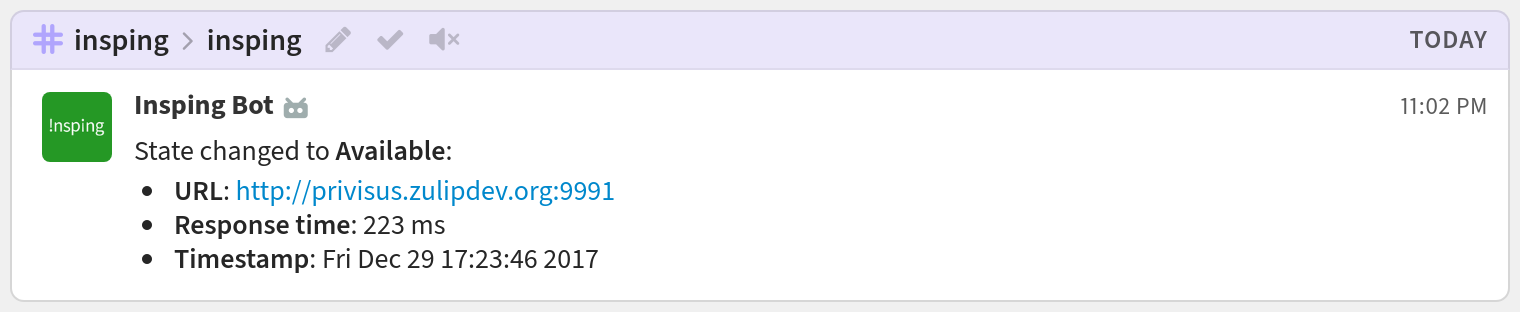 insping > insping TODAY
!nsping
Insping Bot 11:02 PM
State changed to Available:
• URL: http://privisus.zulipdev.org:9991
• Response time: 223 ms
• Timestamp: Fri Dec 29 17:23:46 2017